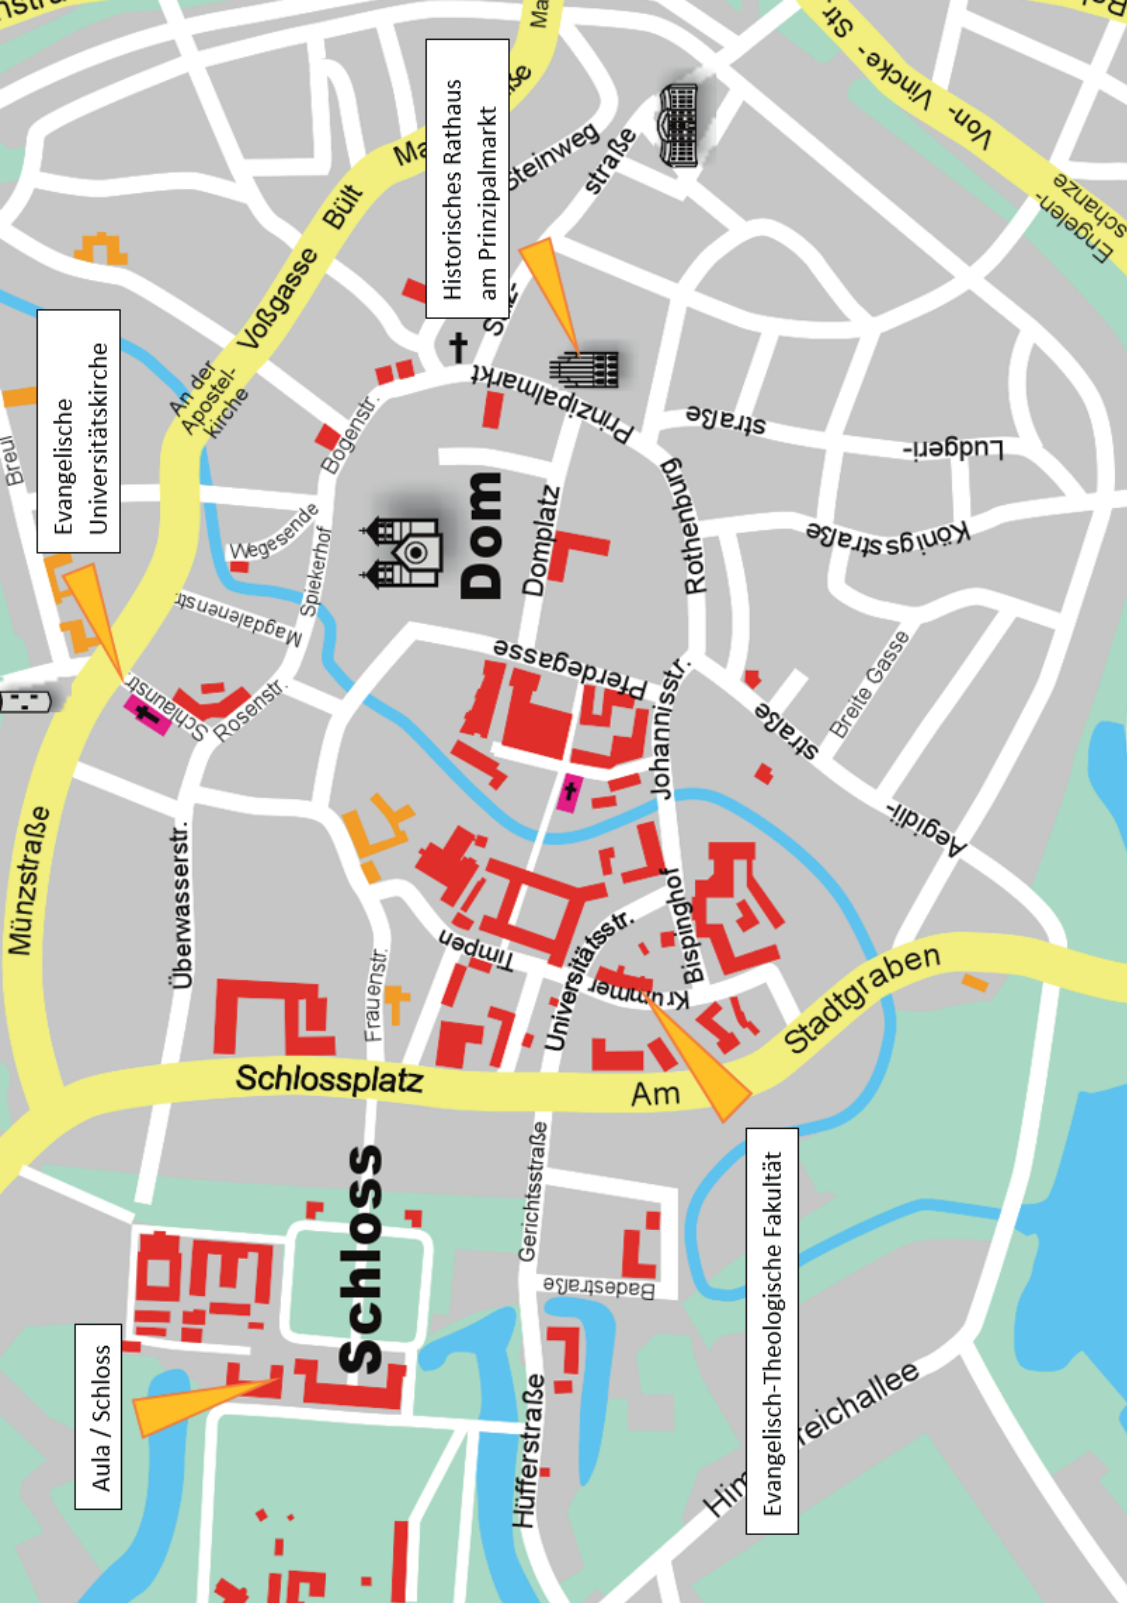 Evangelische
Universitätskirche
Historisches Rathaus
am Prinzipalmarkt
Aula / Schloss
Evangelisch-Theologische Fakultät
Dom
Schloss
Münzstraße
An der
Apostel-
kirche
Voßgasse
Bült
Breul
Steinweg
straße
Von- Vincke- Str.
Engelen-
schanze
Bogenstr.
Wegesende
Spiekerhof
Magdalenenstr.
Schlaunstr.
Rosenstr.
Überwasserstr.
Prinzipalmarkt
Domplatz
Rothenburg
straße
Ludgeri-
Königsstraße
Breite Gasse
Pferdegasse
Johannisstr.
straße
Aegidii-
Frauenstr.
Timpen
Krummer
Universitätsstr.
Bispinghof
Schlossplatz
Am
Stadtgraben
Gerichtsstraße
Badestraße
Hüfferstraße